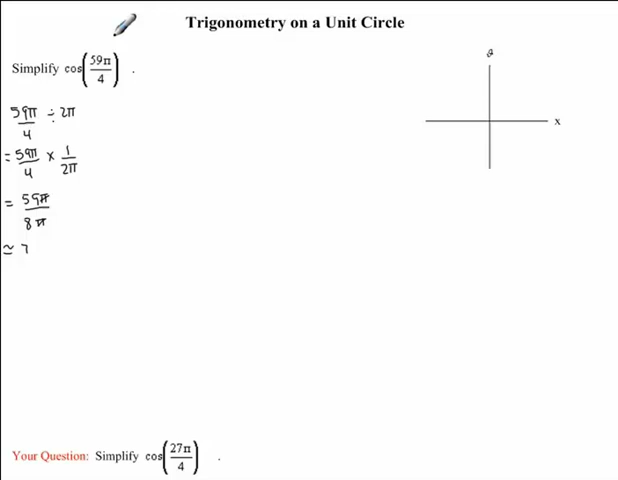 Trigonometry on a Unit Circle
Simplify cos(59π/4) .
59π/4 ÷ 2π
= 59π/4 × 1/2π
= 59π/8π
≃ 7
x
Your Question: Simplify cos(27π/4) .